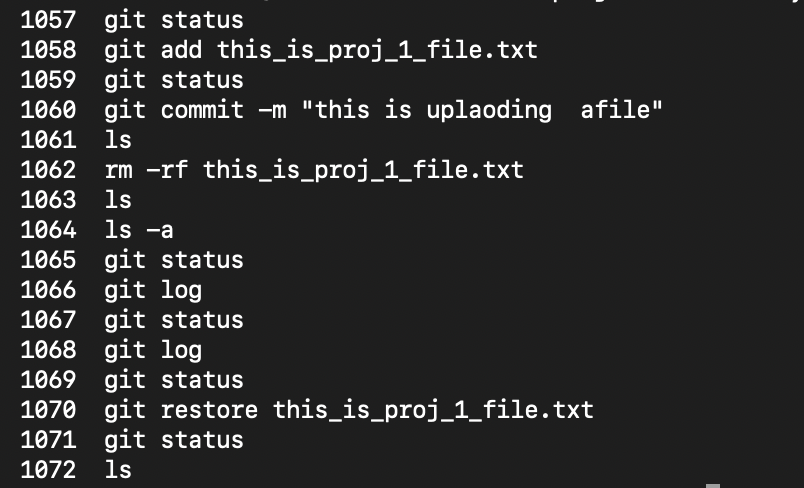 1057 git status
1058 git add this_is_proj_1_file.txt
1059 git status
1060 git commit -m "this is uplaoding  afile"
1061 ls
1062 rm -rf this_is_proj_1_file.txt
1063 ls
1064 ls -a
1065 git status
1066 git log
1067 git status
1068 git log
1069 git status
1070 git restore this_is_proj_1_file.txt
1071 git status
1072 ls